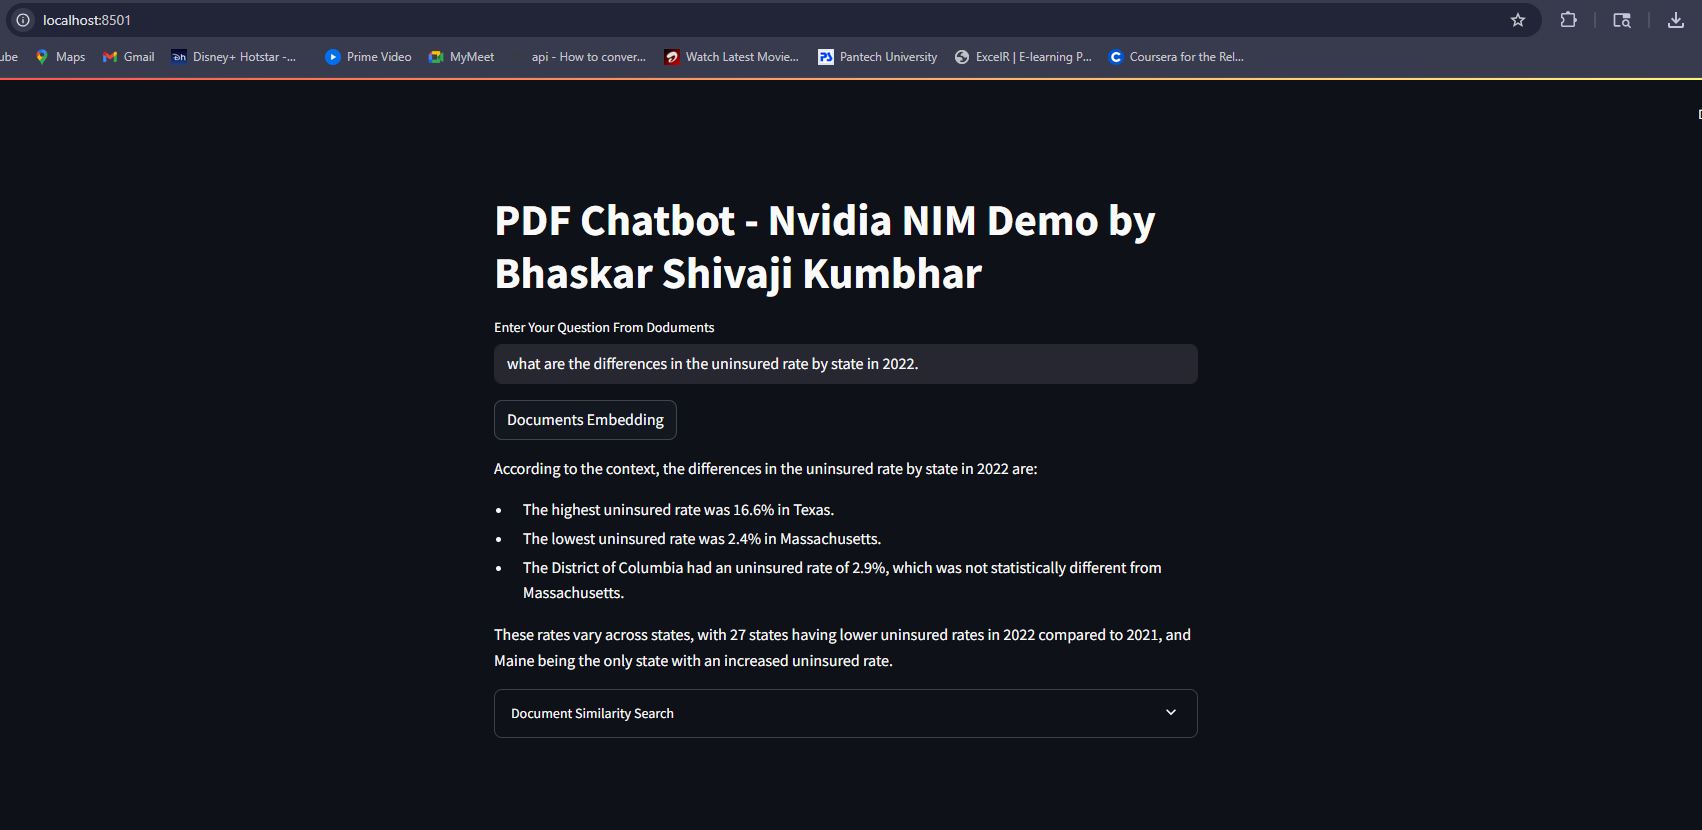 localhost:8501
ube Maps Gmail Disney+ Hotstar -... Prime Video MyMeet api - How to conver... Watch Latest Movie... Pantech University ExcelR | E-learning P... Coursera for the Rel...
PDF Chatbot - Nvidia NIM Demo by
Bhaskar Shivaji Kumbhar
Enter Your Question From Doduments
what are the differences in the uninsured rate by state in 2022.
Documents Embedding
According to the context, the differences in the uninsured rate by state in 2022 are:
• The highest uninsured rate was 16.6% in Texas.
• The lowest uninsured rate was 2.4% in Massachusetts.
• The District of Columbia had an uninsured rate of 2.9%, which was not statistically different from
Massachusetts.
These rates vary across states, with 27 states having lower uninsured rates in 2022 compared to 2021, and
Maine being the only state with an increased uninsured rate.
Document Similarity Search